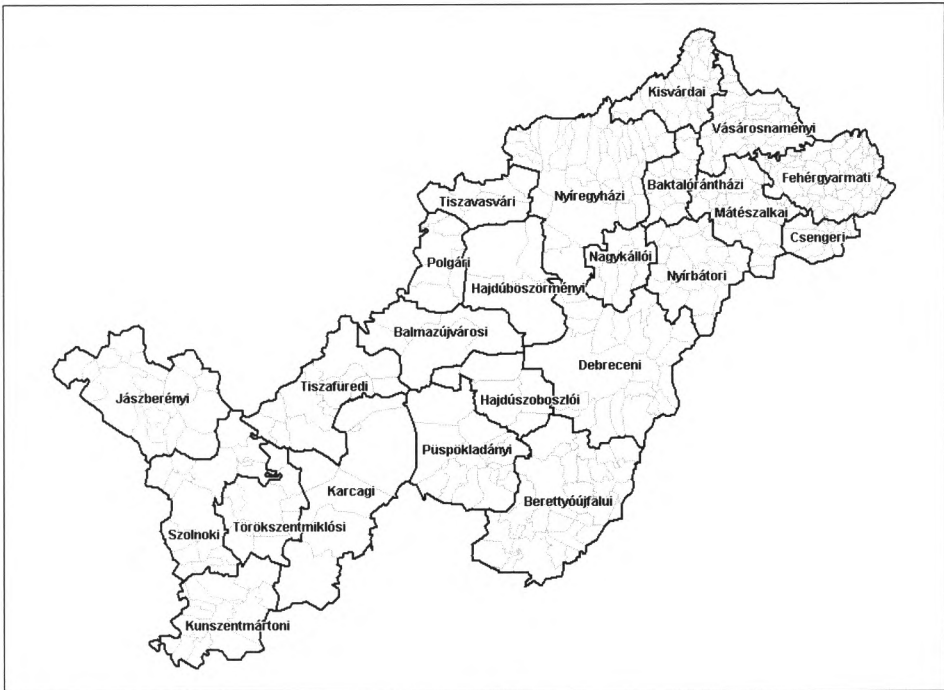 Kisvárdai
Vásárosnaményi
Fehérgyarmati
Baktalórántházi
Nyíregyházi
Tiszavasvári
Mátészalkai
Csengeri
Nagykállói
Polgári
Nyírbátori
Hajdúböszörményi
Balmazújvárosi
Debreceni
Tiszafüredi
Jászberényi
Hajdúszoboszlói
Püspökladányi
Karcagi
Berettyóújfalui
Törökszentmiklósi
Szolnoki
Kunszentmártoni